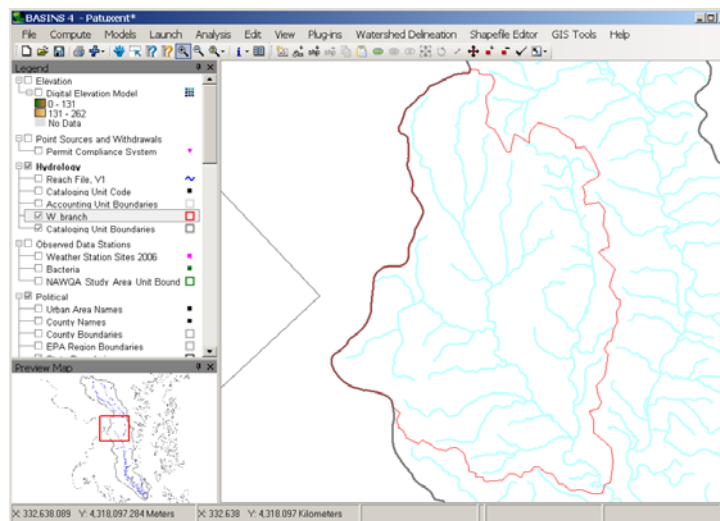 BASINS 4 - Patuxent*
File Compute Models Launch Analysis Edit View Plug-ins Watershed Delineation Shapefile Editor GIS Tools Help
Legend
Elevation
Digital Elevation Model
0 - 131
131 - 262
No Data
Point Sources and Withdrawals
Permit Compliance System
Hydrology
Reach File, V1
Cataloging Unit Code
Accounting Unit Boundaries
W_branch
Cataloging Unit Boundaries
Observed Data Stations
Weather Station Sites 2006
Bacteria
NAWQA Study Area Unit Bound
Political
Urban Area Names
County Names
County Boundaries
EPA Region Boundaries
Preview Map
X: 332,638.089 Y: 4,318,097.284 Meters X: 332.638 Y: 4,318.097 Kilometers